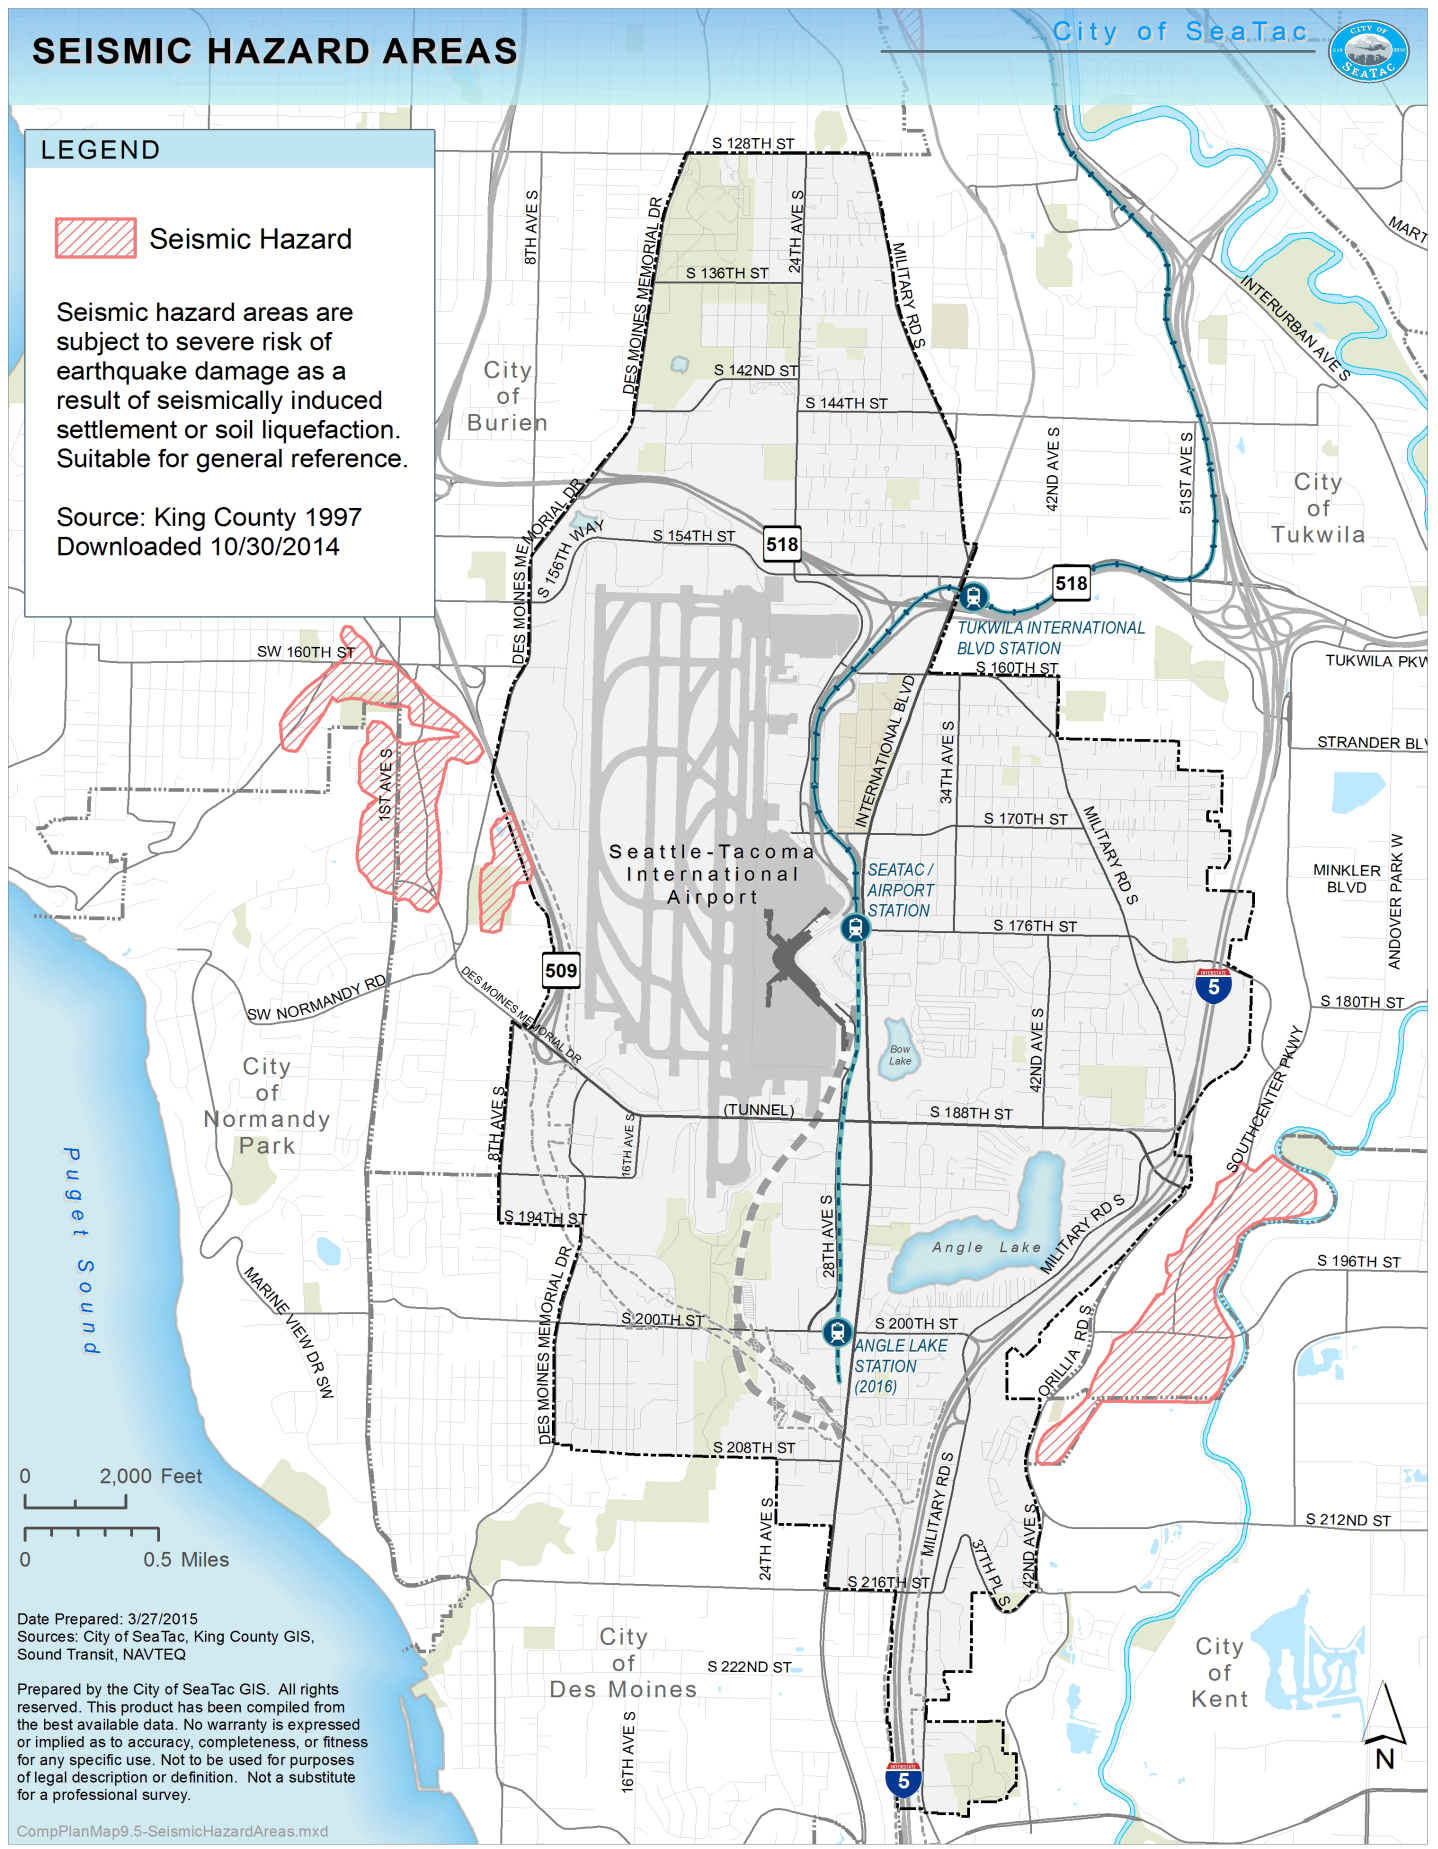 SEISMIC HAZARD AREAS
City of SeaTac
CITY OF
SEATAC
LEGEND
Seismic Hazard
Seismic hazard areas are
subject to severe risk of
earthquake damage as a
result of seismically induced
settlement or soil liquefaction.
Suitable for general reference.
Source: King County 1997
Downloaded 10/30/2014
S 128TH ST
8TH AVE S
DES MOINES MEMORIAL DR
24TH AVE S
MILITARY RD S
S 136TH ST
MART
INTERURBAN AVE S
S 142ND ST
S 144TH ST
City
of
Burien
42ND AVE S
51ST AVE S
City
of
Tukwila
DES MOINES MEMORIAL DR
S 156TH WAY
S 154TH ST
518
518
TUKWILA INTERNATIONAL
BLVD STATION
S 160TH ST
SW 160TH ST
TUKWILA PKW
INTERNATIONAL BLVD
34TH AVE S
STRANDER BLV
1ST AVE S
S 170TH ST
MILITARY RD S
Seattle-Tacoma
International
Airport
SEATAC /
AIRPORT
STATION
MINKLER
BLVD
ANDOVER PARK W
S 176TH ST
509
INTERSTATE
5
DES MOINES MEMORIAL DR
SW NORMANDY RD
S 180TH ST
Bow
Lake
42ND AVE S
SOUTHCENTER PKWY
City
of
Normandy
Park
8TH AVE S
16TH AVE S
(TUNNEL)
S 188TH ST
Puget Sound
S 194TH ST
28TH AVE S
Angle Lake
MILITARY RD S
S 196TH ST
MARINE VIEW DR SW
DES MOINES MEMORIAL DR
S 200TH ST
S 200TH ST
ANGLE LAKE
STATION
(2016)
ORILLIA RD S
S 208TH ST
0 2,000 Feet
0 0.5 Miles
24TH AVE S
MILITARY RD S
37TH PL S
42ND AVE S
S 212ND ST
S 216TH ST
City
of
Des Moines
S 222ND ST
16TH AVE S
City
of
Kent
INTERSTATE
5
N
Date Prepared: 3/27/2015
Sources: City of SeaTac, King County GIS,
Sound Transit, NAVTEQ
Prepared by the City of SeaTac GIS. All rights
reserved. This product has been compiled from
the best available data. No warranty is expressed
or implied as to accuracy, completeness, or fitness
for any specific use. Not to be used for purposes
of legal description or definition. Not a substitute
for a professional survey.
CompPlanMap9.5-SeismicHazardAreas.mxd